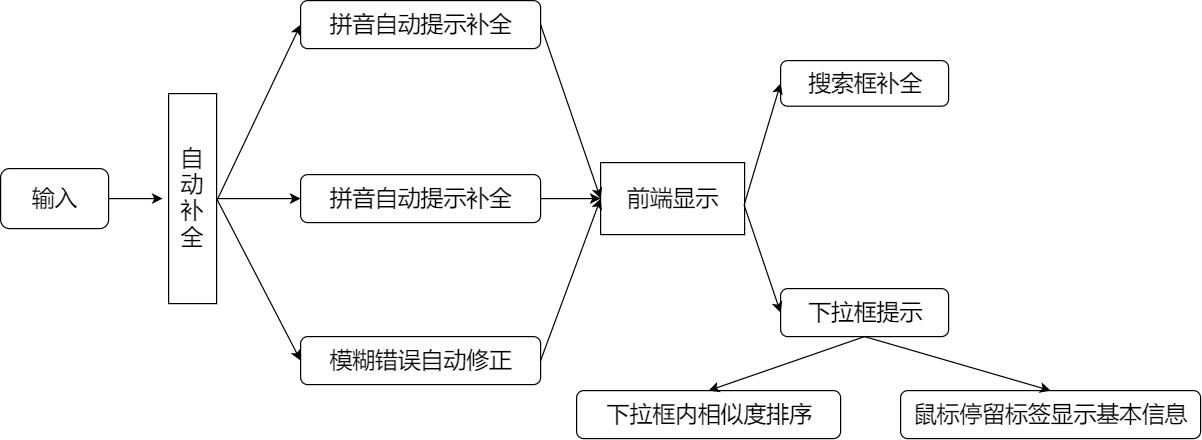 输入
自动补全
拼音自动提示补全
拼音自动提示补全
模糊错误自动修正
前端显示
搜索框补全
下拉框提示
下拉框内相似度排序
鼠标停留标签显示基本信息